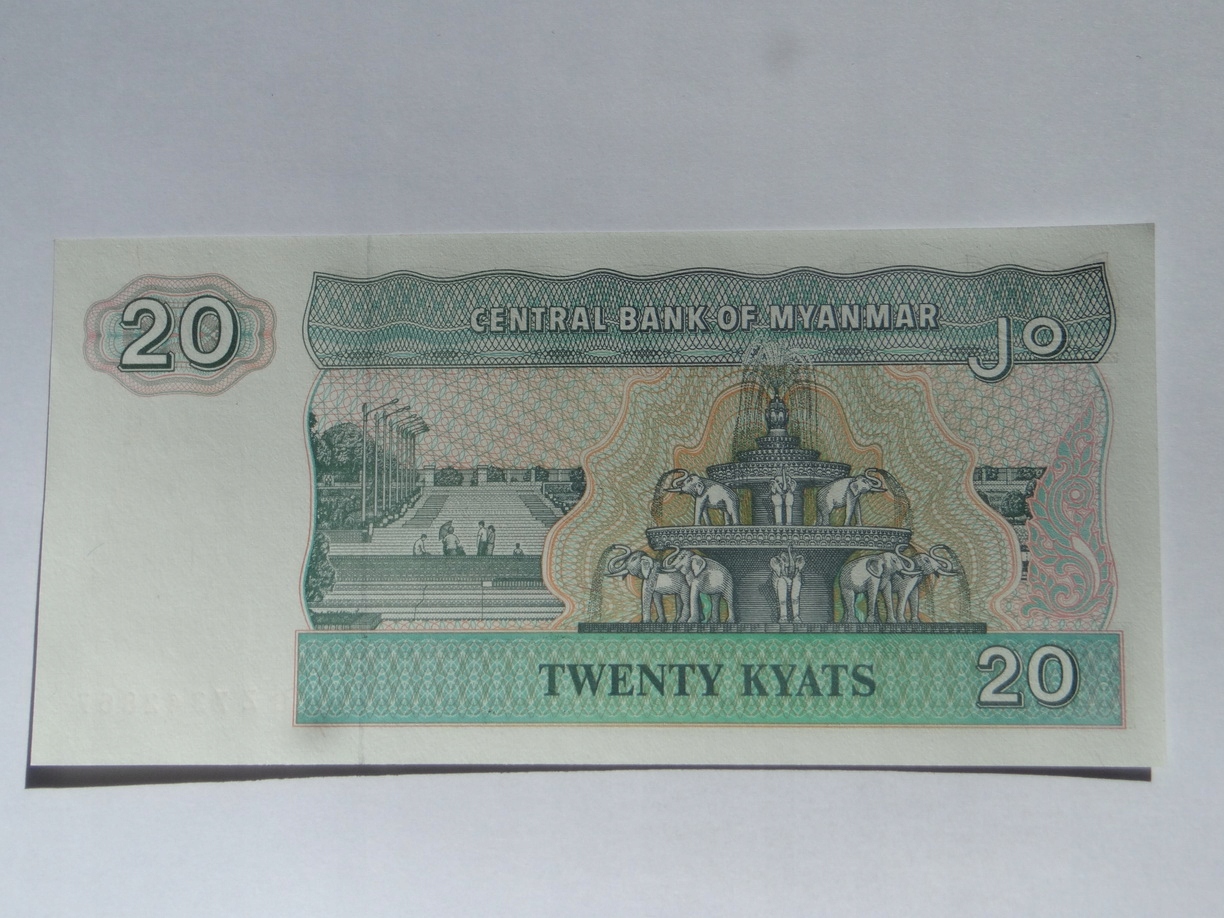 20
CENTRAL BANK OF MYANMAR
၂၀
TWENTY KYATS
20